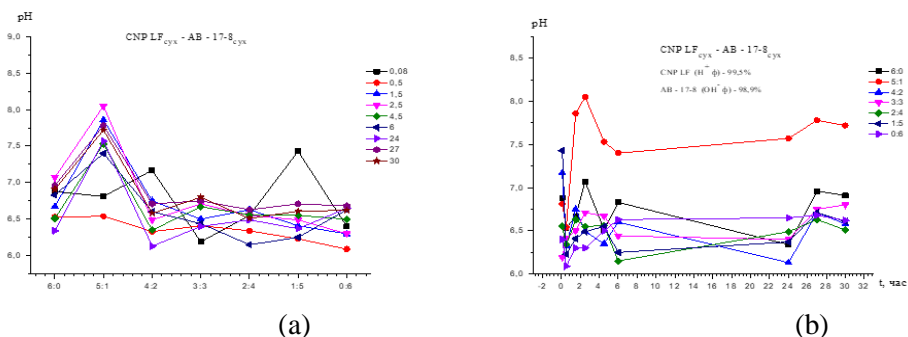 pH
CNP LFсух - AB - 17-8сух
9,0
8,5
8,0
7,5
7,0
6,5
6,0
6:0 5:1 4:2 3:3 2:4 1:5 0:6
0,08
0,5
1,5
2,5
4,5
6
24
27
30
(a)
pH
CNP LFсух - AB - 17-8сух
CNP LF (H⁺ ф) - 99,5%
AB - 17-8 (OH⁻ ф) - 98,9%
8,5
8,0
7,5
7,0
6,5
6,0
-2 0 2 4 6 8 10 12 14 16 18 20 22 24 26 28 30 32
t, час
6:0
5:1
4:2
3:3
2:4
1:5
0:6
(b)